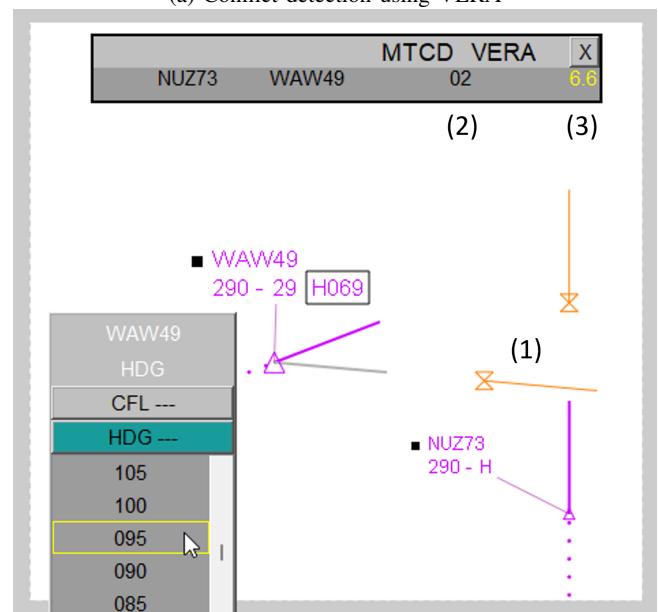 (a) Conflict detection using VERA
MTCD VERA X
NUZ73 WAW49 02 6.6
(2) (3)
WAW49
290 - 29 H069
WAW49
HDG
CFL ---
HDG ---
105
100
095
090
085
(1)
NUZ73
290 - H